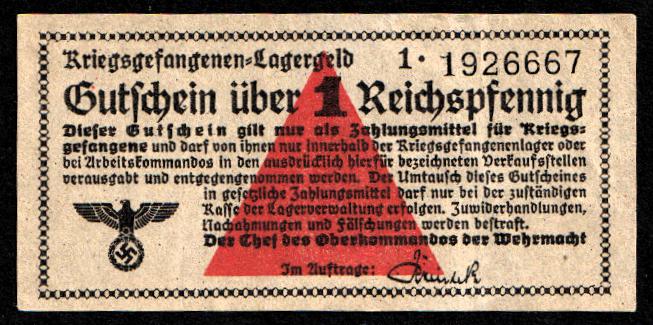 Kriegsgefangenen-Lagergeld 1· 1926667
Gutschein über 1 Reichspfennig
Dieser Gutschein gilt nur als Zahlungsmittel für Kriegs-
gefangene und darf von ihnen nur innerhalb der Kriegsgefangenenlager oder
bei Arbeitskommandos in den ausdrücklich hierfür bezeichneten Verkaufsstellen
verausgabt und entgegengenommen werden. Der Umtausch dieses Gutscheines
in gesetzliche Zahlungsmittel darf nur bei der zuständigen
Kasse der Lagerverwaltung erfolgen. Zuwiderhandlungen,
Nachahmungen und Fälschungen werden bestraft.
Der Chef des Oberkommandos der Wehrmacht
Im Auftrage: